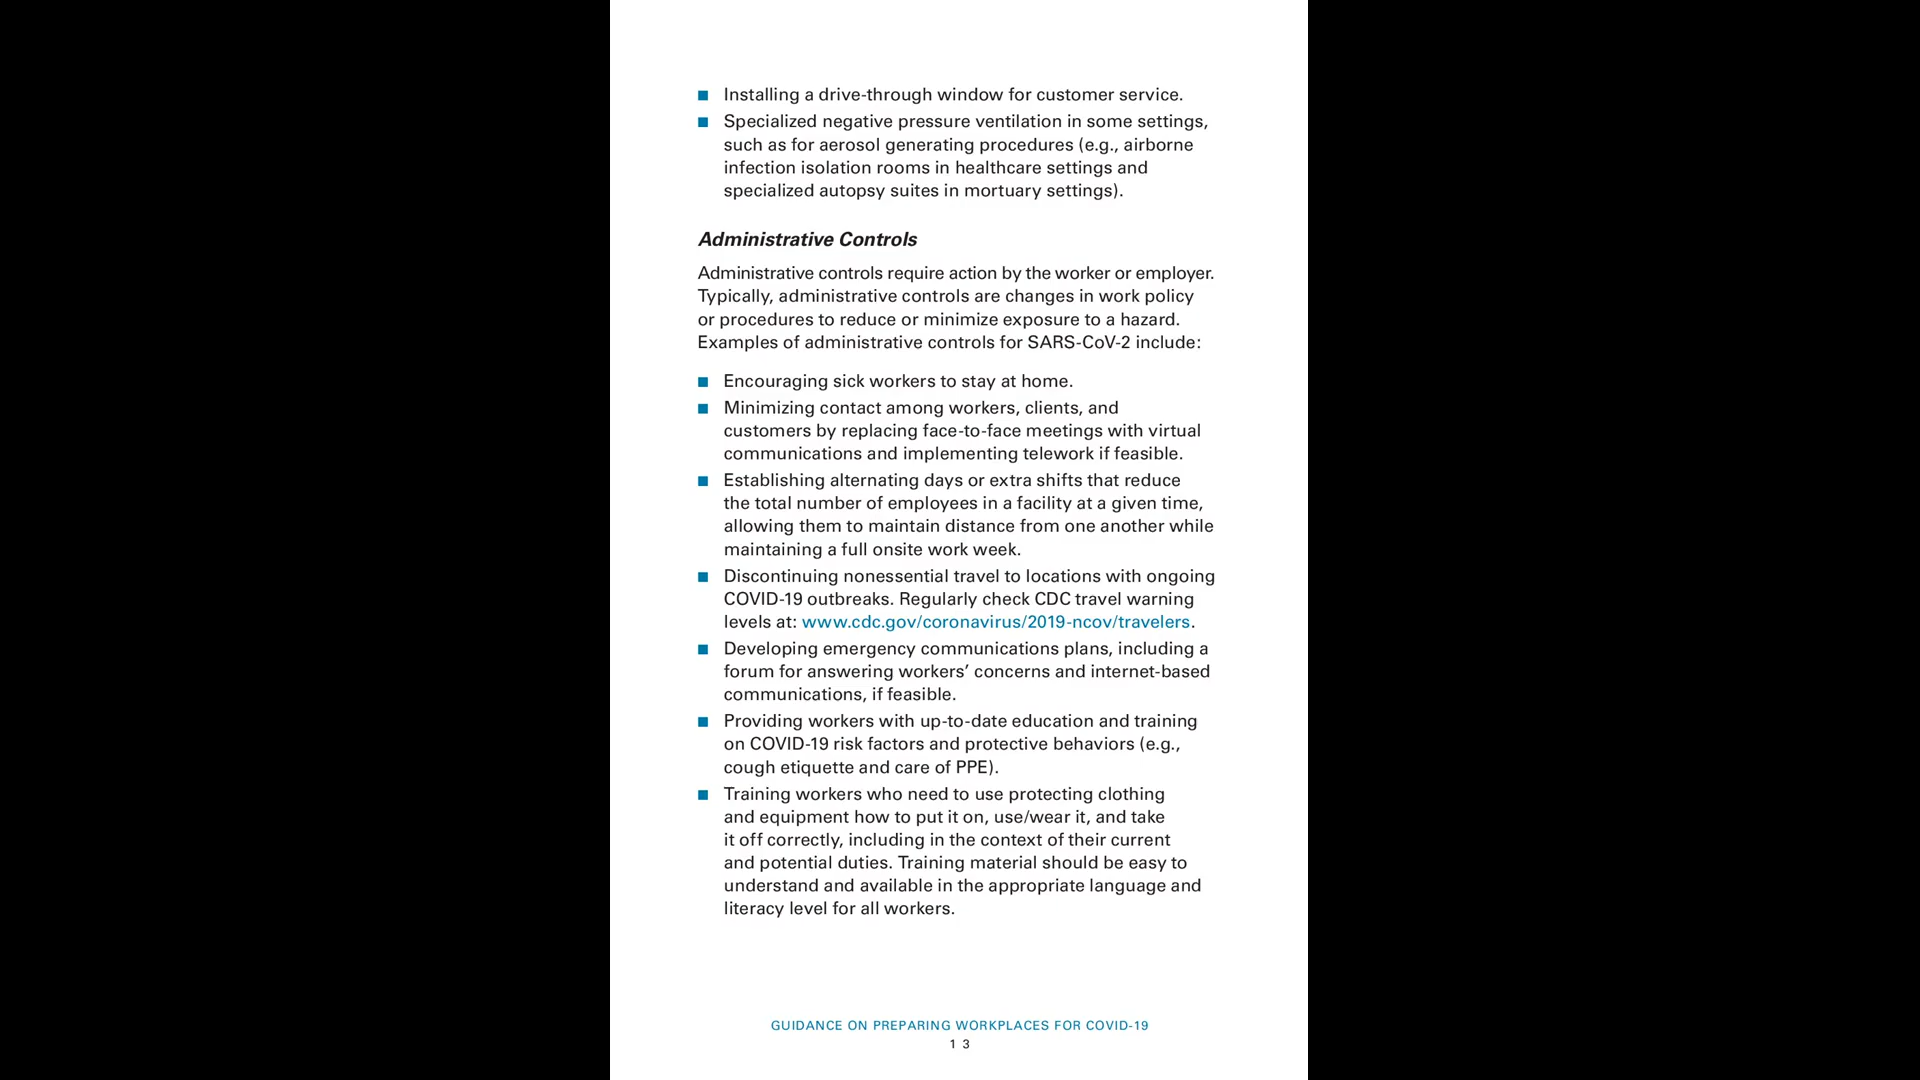 ■ Installing a drive-through window for customer service.
■ Specialized negative pressure ventilation in some settings,
such as for aerosol generating procedures (e.g., airborne
infection isolation rooms in healthcare settings and
specialized autopsy suites in mortuary settings).
Administrative Controls
Administrative controls require action by the worker or employer.
Typically, administrative controls are changes in work policy
or procedures to reduce or minimize exposure to a hazard.
Examples of administrative controls for SARS-CoV-2 include:
■ Encouraging sick workers to stay at home.
■ Minimizing contact among workers, clients, and
customers by replacing face-to-face meetings with virtual
communications and implementing telework if feasible.
■ Establishing alternating days or extra shifts that reduce
the total number of employees in a facility at a given time,
allowing them to maintain distance from one another while
maintaining a full onsite work week.
■ Discontinuing nonessential travel to locations with ongoing
COVID-19 outbreaks. Regularly check CDC travel warning
levels at: www.cdc.gov/coronavirus/2019-ncov/travelers.
■ Developing emergency communications plans, including a
forum for answering workers’ concerns and internet-based
communications, if feasible.
■ Providing workers with up-to-date education and training
on COVID-19 risk factors and protective behaviors (e.g.,
cough etiquette and care of PPE).
■ Training workers who need to use protecting clothing
and equipment how to put it on, use/wear it, and take
it off correctly, including in the context of their current
and potential duties. Training material should be easy to
understand and available in the appropriate language and
literacy level for all workers.
GUIDANCE ON PREPARING WORKPLACES FOR COVID-19
1 3